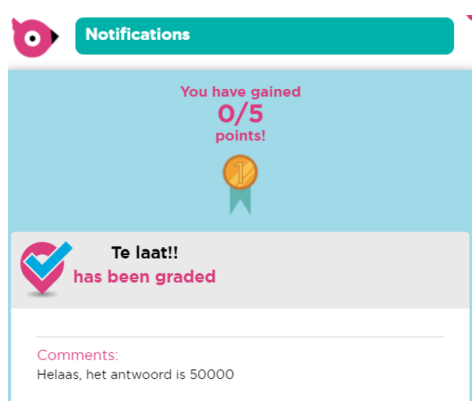 Notifications
You have gained
0/5
points!
1
Te laat!!
has been graded
Comments:
Helaas, het antwoord is 50000